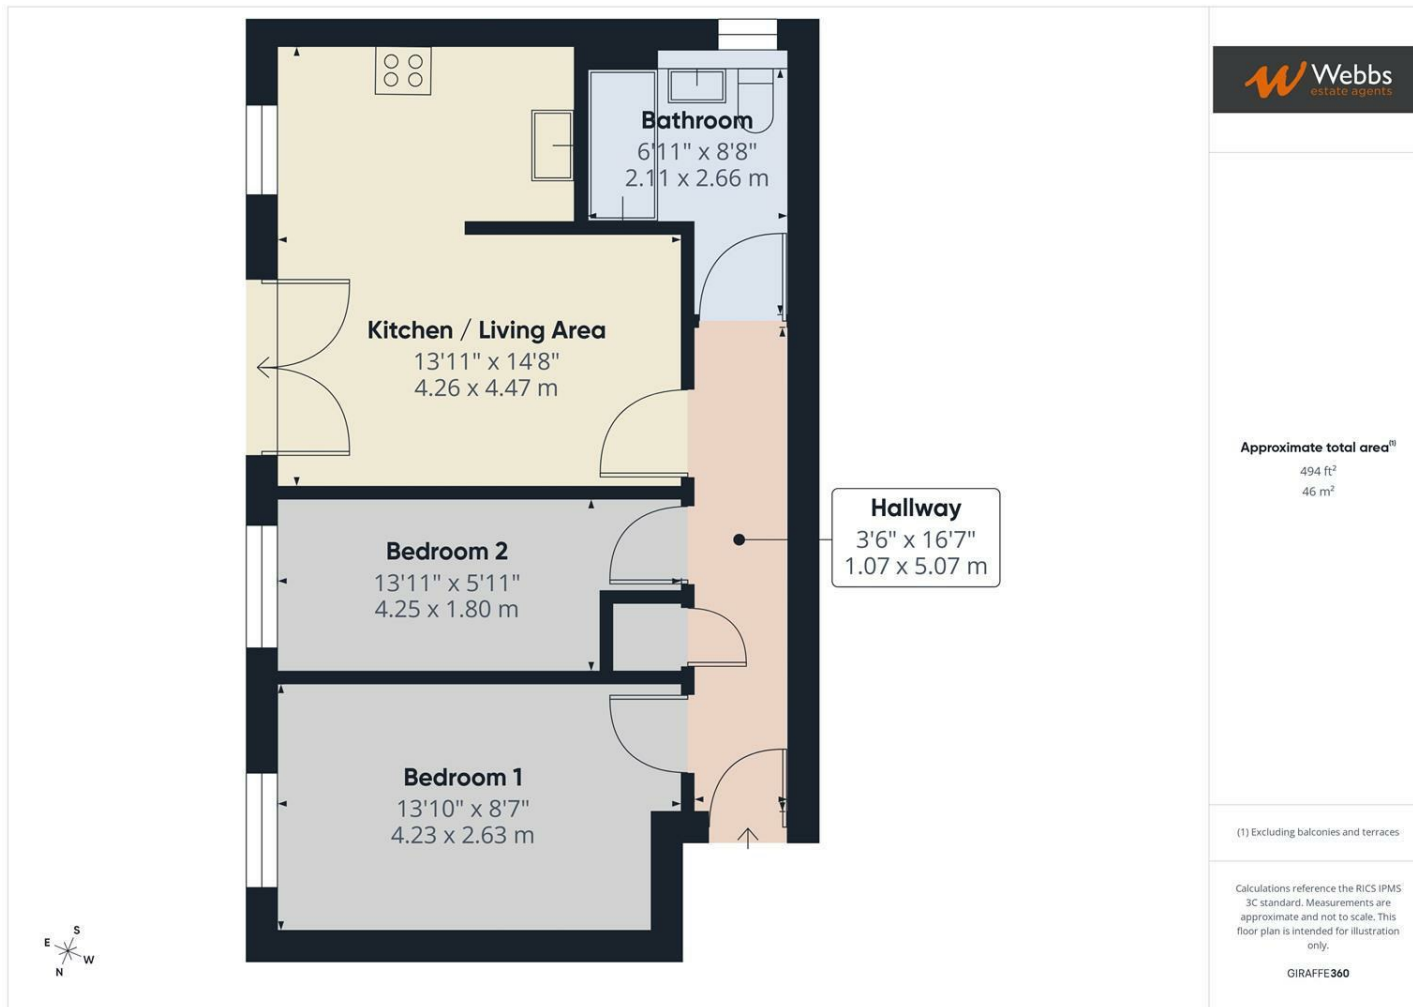 Webbs
estate agents
Bathroom
6'11" x 8'8"
2.11 x 2.66 m
Kitchen / Living Area
13'11" x 14'8"
4.26 x 4.47 m
Hallway
3'6" x 16'7"
1.07 x 5.07 m
Bedroom 2
13'11" x 5'11"
4.25 x 1.80 m
Bedroom 1
13'10" x 8'7"
4.23 x 2.63 m
Approximate total area(1)
494 ft²
46 m²
(1) Excluding balconies and terraces
Calculations reference the RICS IPMS
3C standard. Measurements are
approximate and not to scale. This
floor plan is intended for illustration
only.
GIRAFFE360
S
E
W
N